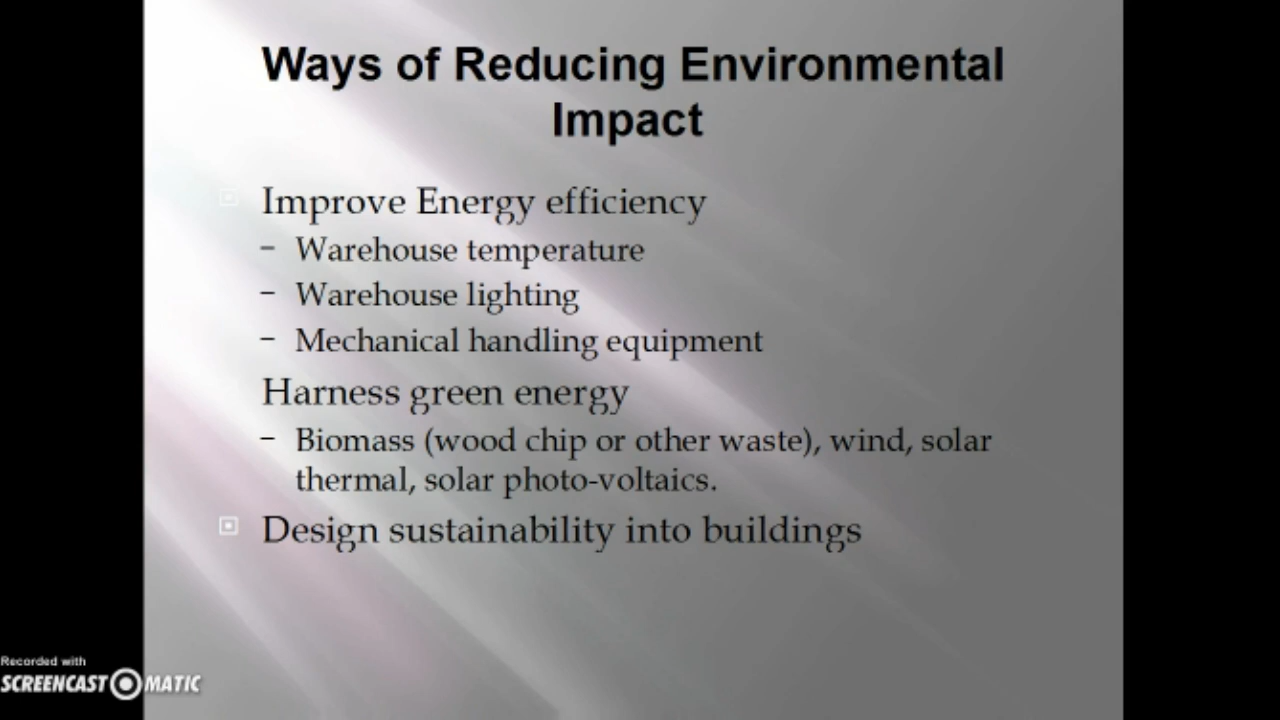 Ways of Reducing Environmental
Impact
Improve Energy efficiency
– Warehouse temperature
– Warehouse lighting
– Mechanical handling equipment
Harness green energy
– Biomass (wood chip or other waste), wind, solar
thermal, solar photo-voltaics.
Design sustainability into buildings
Recorded with
SCREENCAST MATIC